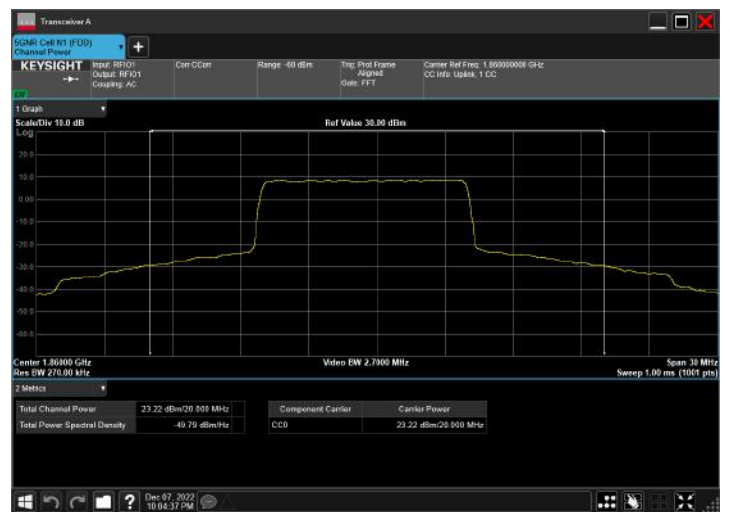 Transceiver A
5GNR Cell N1 (FDD)
Channel Power
KEYSIGHT
Input: RFIO1
Output: RFIO1
Coupling: AC
Corr CCorr
Range -60 dBm
Trig: Prot Frame
Aligned
Gate: FFT
Carrier Ref Freq: 1.860000000 GHz
CC Info: Uplink, 1 CC
1 Graph
Scale/Div 10.0 dB
Ref Value 30.00 dBm
Log
20.0
10.0
0.00
-10.0
-20.0
-30.0
-40.0
-50.0
-60.0
Center 1.86000 GHz
Video BW 2.7000 MHz
Span 30 MHz
Res BW 270.00 kHz
Sweep 1.00 ms (1001 pts)
2 Metrics
Total Channel Power 23.22 dBm/20.000 MHz
Total Power Spectral Density -49.79 dBm/Hz
Component Carrier Carrier Power
CC0 23.22 dBm/20.000 MHz
Dec 07, 2022
10:04:37 PM